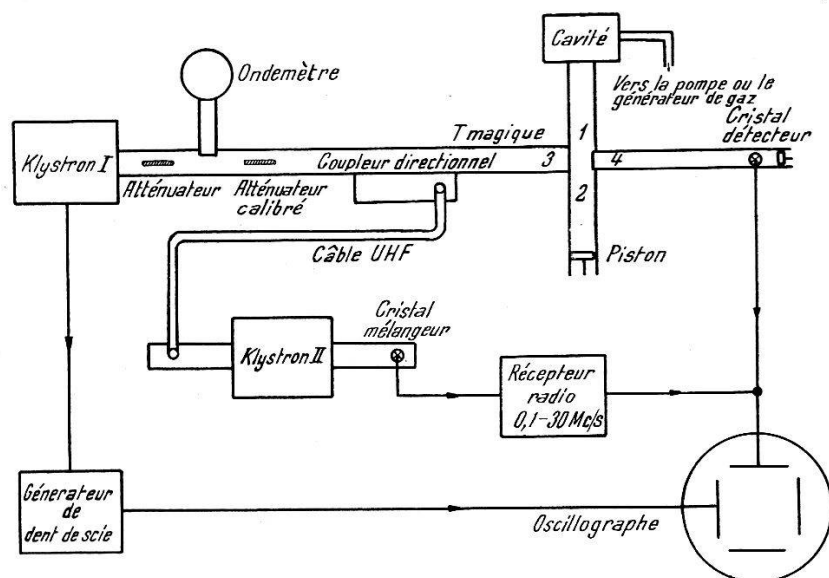 Cavité
Ondemètre
Vers la pompe ou le
générateur de gaz
Cristal
détecteur
T magique
1
Klystron I
Coupleur directionnel
3
4
Atténuateur
Atténuateur
calibré
2
Câble UHF
Piston
Cristal
mélangeur
Klystron II
Récepteur
radio
0,1-30 Mc/s
Génerateur
de
dent de scie
Oscillographe